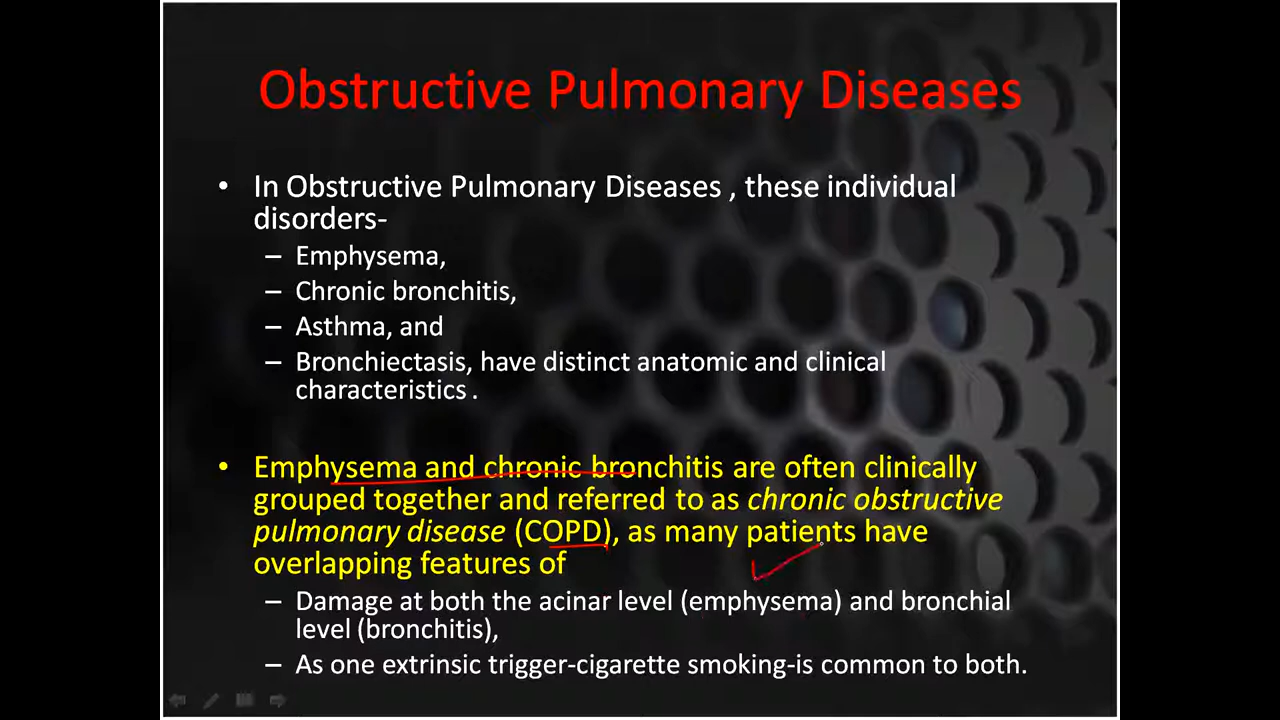 Obstructive Pulmonary Diseases
• In Obstructive Pulmonary Diseases , these individual
disorders-
– Emphysema,
– Chronic bronchitis,
– Asthma, and
– Bronchiectasis, have distinct anatomic and clinical
characteristics .
• Emphysema and chronic bronchitis are often clinically
grouped together and referred to as chronic obstructive
pulmonary disease (COPD), as many patients have
overlapping features of
– Damage at both the acinar level (emphysema) and bronchial
level (bronchitis),
– As one extrinsic trigger-cigarette smoking-is common to both.